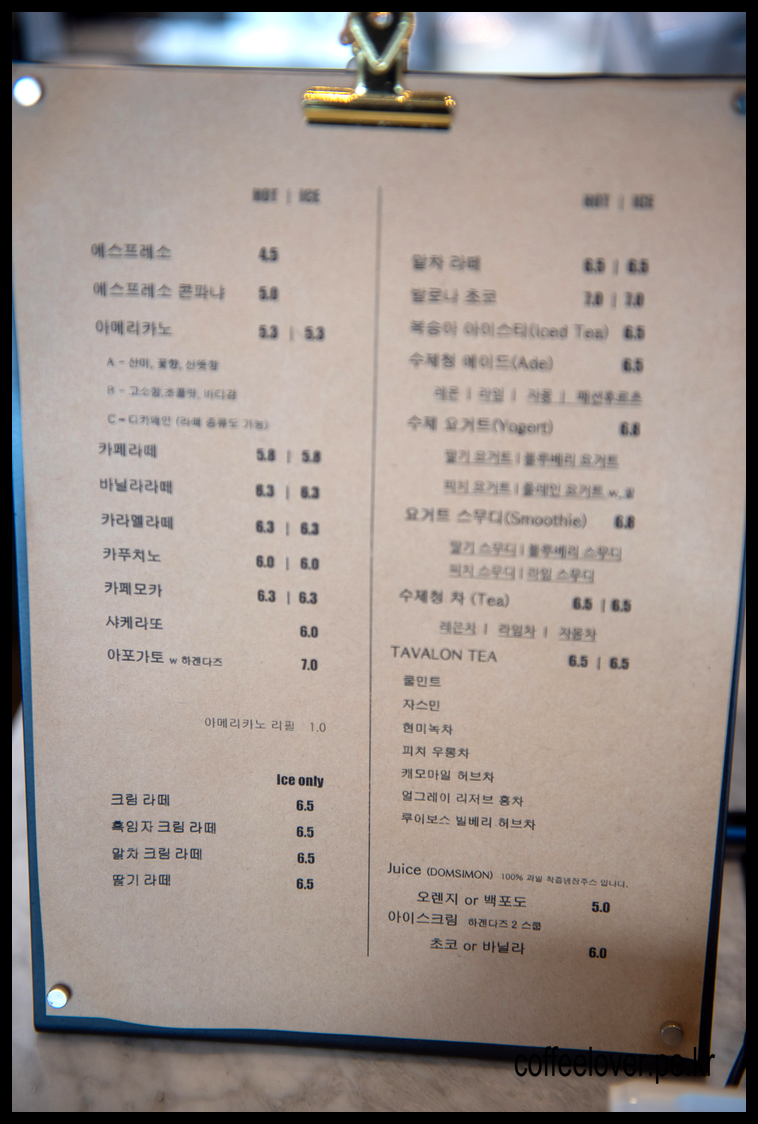 HOT | ICE
에스프레소 4.5
에스프레소 콘파냐 5.0
아메리카노 5.3 | 5.3
A - 산미, 꽃향, 산뜻함
B - 고소함,초콜릿, 바디감
C - 디카페인 (라떼 종류도 가능)
카페라떼 5.8 | 5.8
바닐라라떼 6.3 | 6.3
카라멜라떼 6.3 | 6.3
카푸치노 6.0 | 6.0
카페모카 6.3 | 6.3
샤케리또 6.0
아포가토 w 하겐다즈 7.0
아메리키노 리필 1.0
Ice only
크림 라떼 6.5
흑임자 크림 라떼 6.5
말차 크림 라떼 6.5
딸기 라떼 6.5
HOT | ICE
말차 라떼 6.5 | 6.5
발로나 초코 7.0 | 7.0
복숭아 아이스티(Iced Tea) 6.5
수제청 에이드(Ade) 6.5
레몬 | 라임 | 자몽 | 패션후르츠
수제 요거트(Yogert) 6.8
딸기 요거트 | 블루베리 요거트
피치 요거트 | 플레인 요거트 w.꿀
요거트 스무디(Smoothie) 6.8
딸기 스무디 | 블루베리 스무디
피치 스무디 | 라임 스무디
수제청 차 (Tea) 6.5 | 6.5
레몬차 | 라임차 | 자몽차
TAVALON TEA 6.5 | 6.5
쿨민트
자스민
현미녹차
피치 우롱차
캐모마일 허브차
얼그레이 리저브 홍차
루이보스 빌베리 허브차
Juice (DOMSIMON) 100% 과일 착즙냉장주스 입니다.
오렌지 or 백포도 5.0
아이스크림 하겐다즈 2 스쿱
초코 or 바닐라 6.0
coffeelover.pe.kr